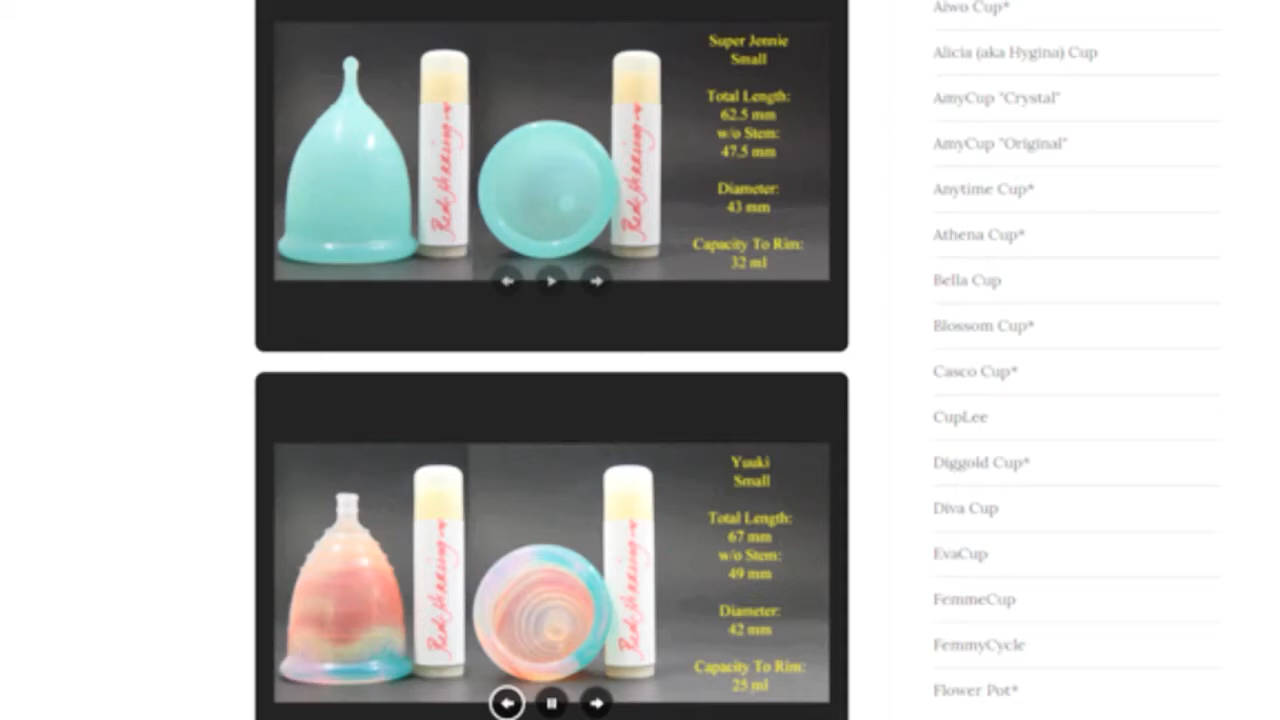 Super Jennie
Small
Total Length:
62.5 mm
w/o Stem:
47.5 mm
Diameter:
43 mm
Capacity To Rim:
32 ml
Yuuki
Small
Total Length:
67 mm
w/o Stem:
49 mm
Diameter:
42 mm
Capacity To Rim:
25 ml
Aiwo Cup*
Alicia (aka Hygina) Cup
AmyCup "Crystal"
AmyCup "Original"
Anytime Cup*
Athena Cup*
Bella Cup
Blossom Cup*
Casco Cup*
CupLee
Diggold Cup*
Diva Cup
EvaCup
FemmeCup
FemmyCycle
Flower Pot*